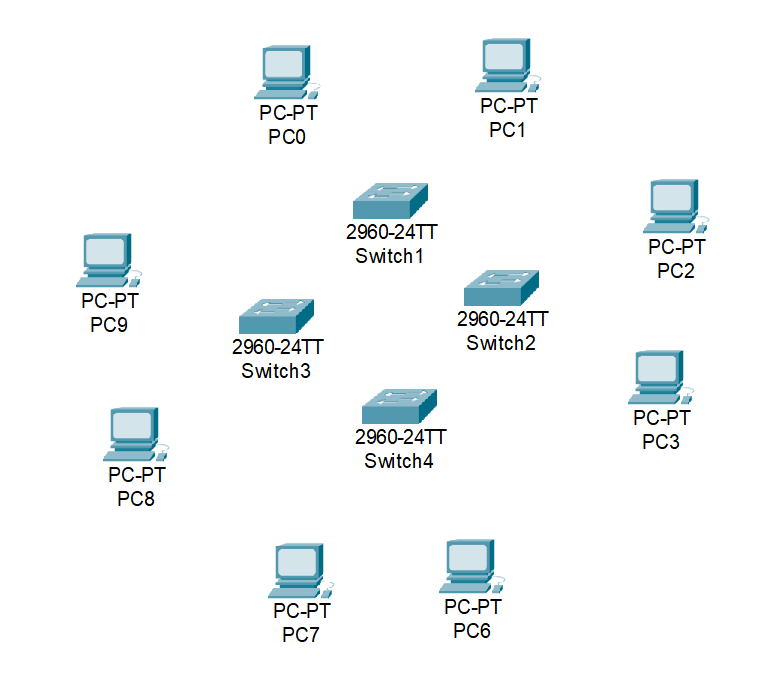 PC-PT
PC0
PC-PT
PC1
2960-24TT
Switch1
PC-PT
PC2
PC-PT
PC9
2960-24TT
Switch2
2960-24TT
Switch3
PC-PT
PC3
2960-24TT
Switch4
PC-PT
PC8
PC-PT
PC7
PC-PT
PC6